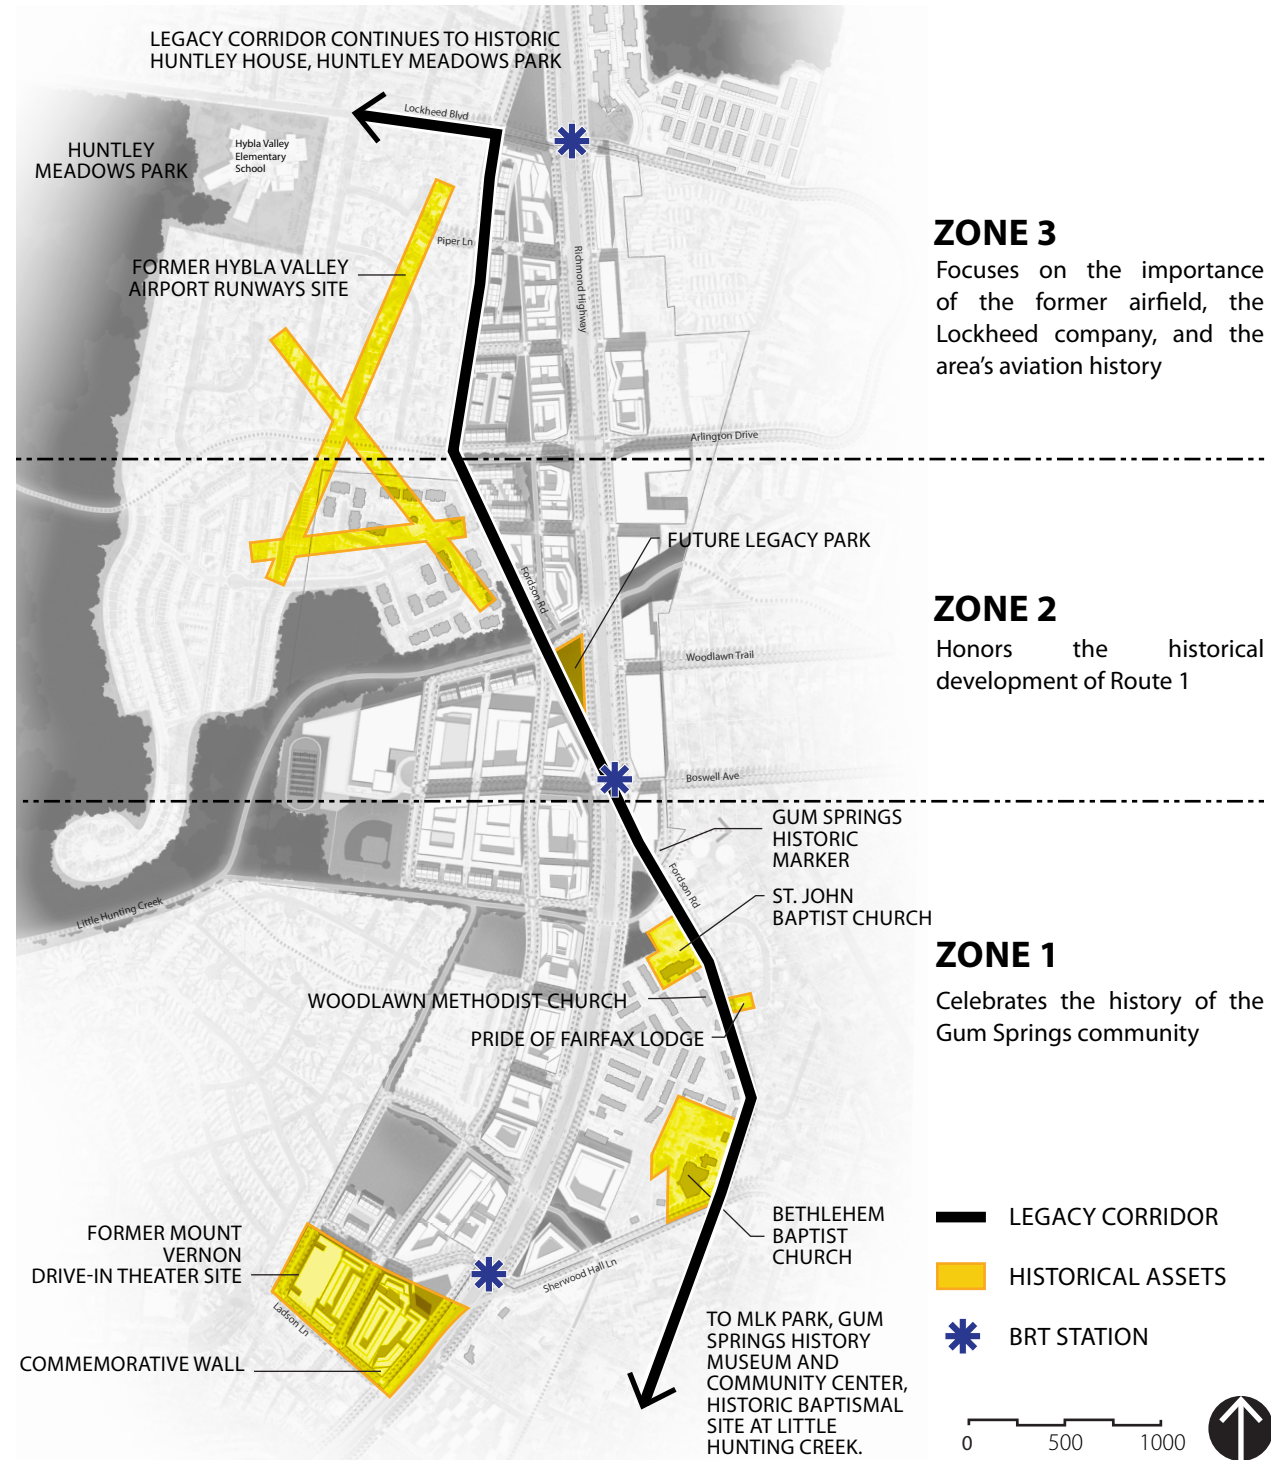 LEGACY CORRIDOR CONTINUES TO HISTORIC
HUNTLEY HOUSE, HUNTLEY MEADOWS PARK
Lockheed Blvd
HUNTLEY
MEADOWS PARK
Hybla Valley
Elementary
School
Piper Ln
FORMER HYBLA VALLEY
AIRPORT RUNWAYS SITE
Richmond Highway
ZONE 3
Focuses on the importance
of the former airfield, the
Lockheed company, and the
area's aviation history
Arlington Drive
FUTURE LEGACY PARK
Fordson Rd
ZONE 2
Honors the historical
development of Route 1
Woodlawn Trail
Boswell Ave
GUM SPRINGS
HISTORIC
MARKER
Fordson Rd
ST. JOHN
BAPTIST CHURCH
Little Hunting Creek
ZONE 1
Celebrates the history of the
Gum Springs community
WOODLAWN METHODIST CHURCH
PRIDE OF FAIRFAX LODGE
BETHLEHEM
BAPTIST
CHURCH
FORMER MOUNT
VERNON
DRIVE-IN THEATER SITE
Sherwood Hall Ln
Ladson Ln
COMMEMORATIVE WALL
TO MLK PARK, GUM
SPRINGS HISTORY
MUSEUM AND
COMMUNITY CENTER,
HISTORIC BAPTISMAL
SITE AT LITTLE
HUNTING CREEK.
LEGACY CORRIDOR
HISTORICAL ASSETS
BRT STATION
0 500 1000